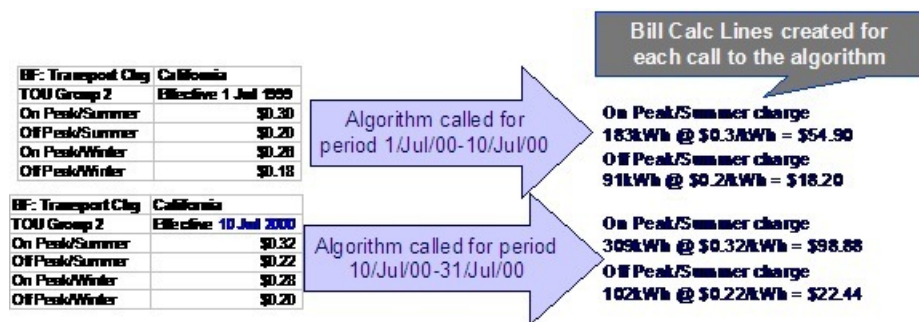 Bill Calc Lines created for
each call to the algorithm
BF: Transport Chg California
TOU Group 2 Effective 1 Jul 1999
On Peak/Summer $0.30
Off Peak/Summer $0.20
On Peak/Winter $0.28
Off Peak/Winter $0.18
Algorithm called for
period 1/Jul/00-10/Jul/00
On Peak/Summer charge
183kWh @ $0.3/kWh = $54.90
Off Peak/Summer charge
91kWh @ $0.2/kWh = $18.20
BF: Transport Chg California
TOU Group 2 Effective 10 Jul 2000
On Peak/Summer $0.32
Off Peak/Summer $0.22
On Peak/Winter $0.28
Off Peak/Winter $0.20
Algorithm called for period
10/Jul/00-31/Jul/00
On Peak/Summer charge
309kWh @ $0.32/kWh = $98.88
Off Peak/Summer charge
102kWh @ $0.22/kWh = $22.44